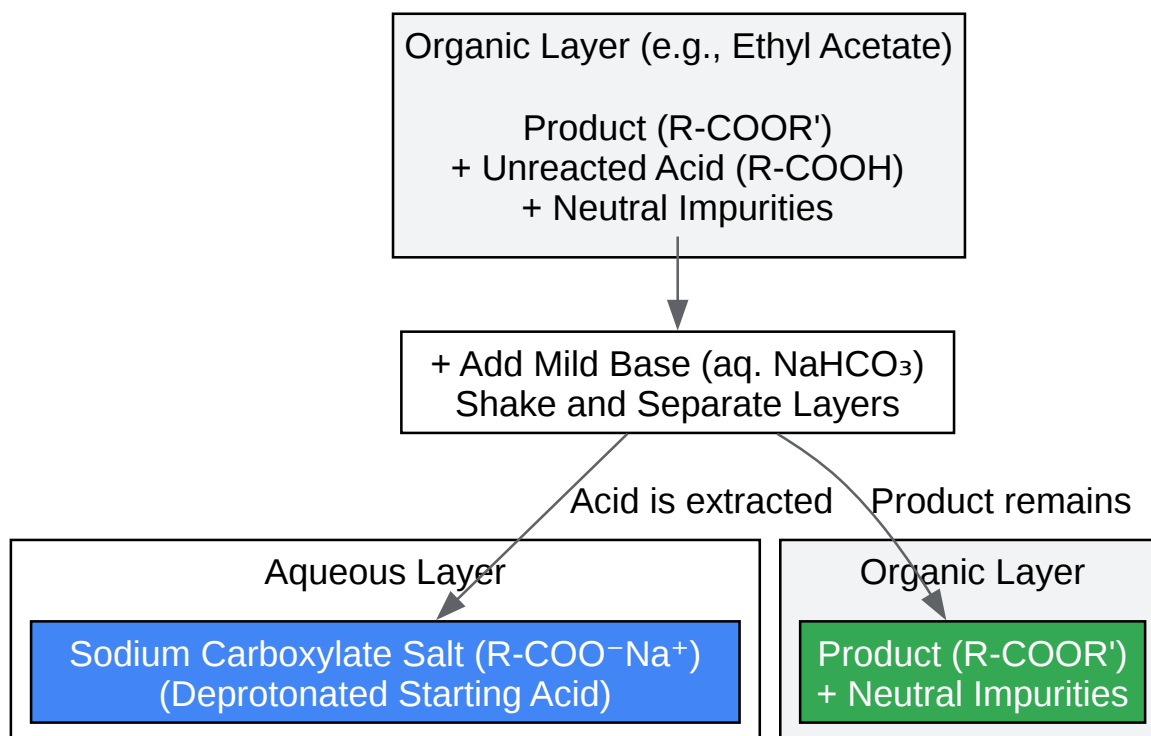 Organic Layer (e.g., Ethyl Acetate)
Product (R-COOR')
+ Unreacted Acid (R-COOH)
+ Neutral Impurities
+ Add Mild Base (aq. NaHCO₃)
Shake and Separate Layers
Acid is extracted
Product remains
Aqueous Layer
Sodium Carboxylate Salt (R-COO⁻Na⁺)
(Deprotonated Starting Acid)
Organic Layer
Product (R-COOR')
+ Neutral Impurities